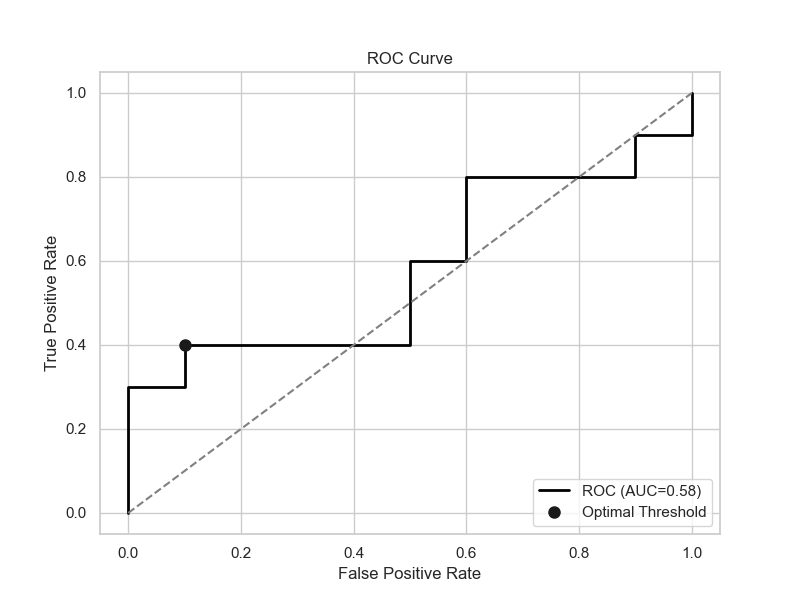 ROC Curve
True Positive Rate
1.0
0.8
0.6
0.4
0.2
0.0
0.0 0.2 0.4 0.6 0.8 1.0
False Positive Rate
ROC (AUC=0.58)
Optimal Threshold